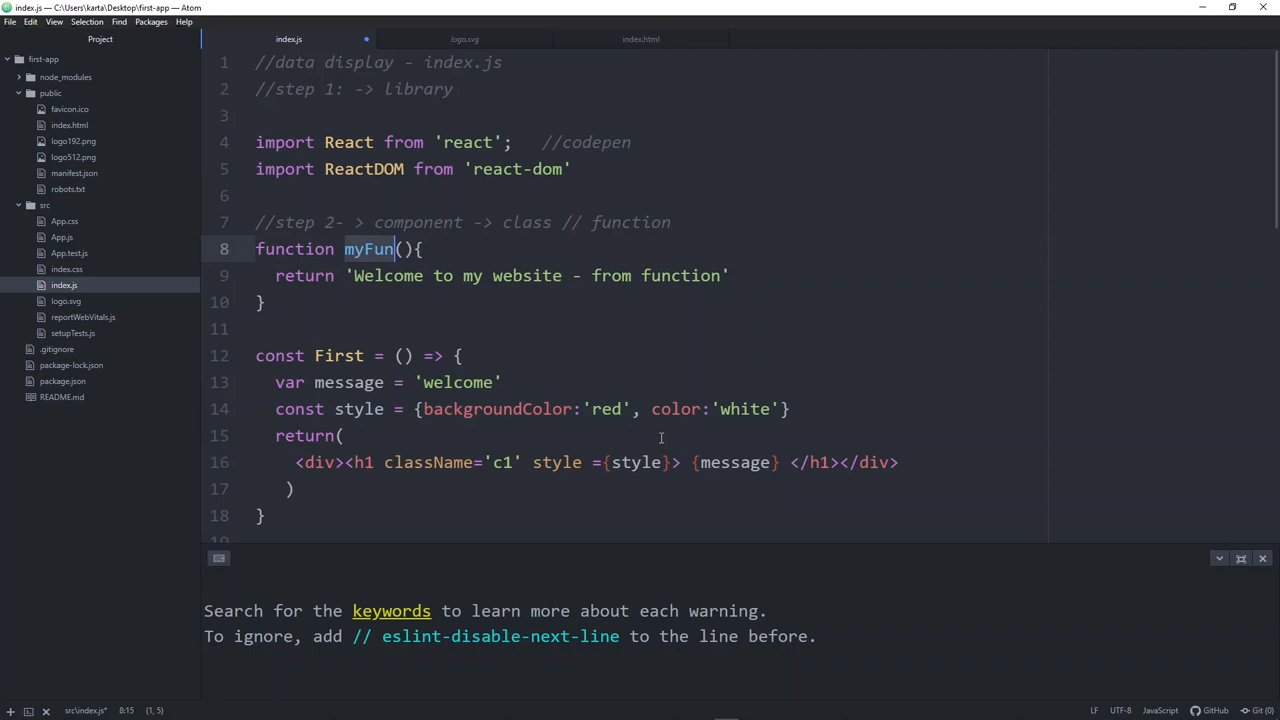 index.js — C:\Users\karta\Desktop\first-app — Atom
File Edit View Selection Find Packages Help
Project
index.js
logo.svg
index.html
first-app
node_modules
public
favicon.ico
index.html
logo192.png
logo512.png
manifest.json
robots.txt
src
App.css
App.js
App.test.js
index.css
index.js
logo.svg
reportWebVitals.js
setupTests.js
.gitignore
package-lock.json
package.json
README.md
1 //data display - index.js
2 //step 1: -> library
3
4 import React from 'react'; //codepen
5 import ReactDOM from 'react-dom'
6
7 //step 2- > component -> class // function
8 function myFun(){
9 return 'Welcome to my website - from function'
10 }
11
12 const First = () => {
13 var message = 'welcome'
14 const style = {backgroundColor:'red', color:'white'}
15 return(
16 <div><h1 className='c1' style ={style}> {message} </h1></div>
17 )
18 }
19
Search for the keywords to learn more about each warning.
To ignore, add // eslint-disable-next-line to the line before.
src\index.js* 8:15 (1, 5) LF UTF-8 JavaScript GitHub Git (0)